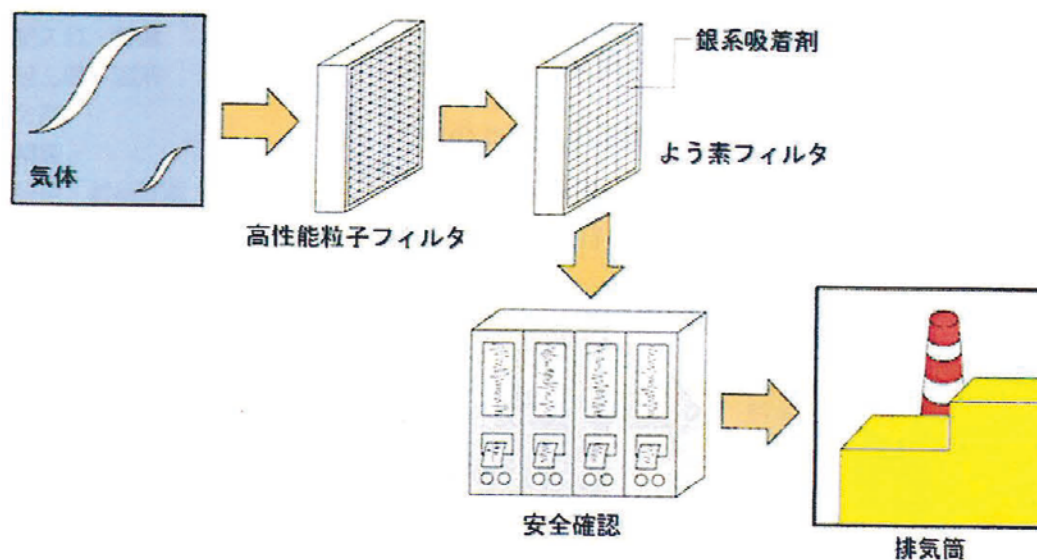 気体
高性能粒子フィルタ
銀系吸着剤
よう素フィルタ
安全確認
排気筒